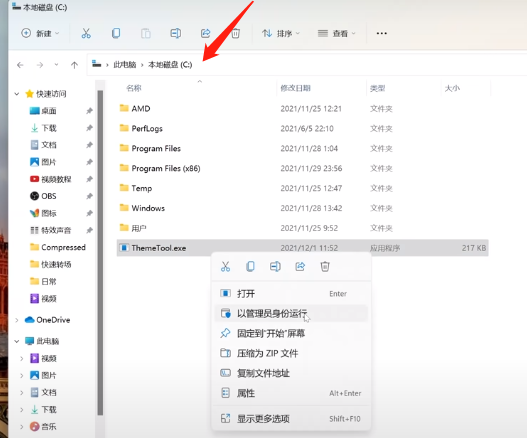 本地磁盘 (C:)
新建
排序
查看
此电脑 › 本地磁盘 (C:)
名称 修改日期 类型 大小
快速访问
桌面
下载
文档
图片
视频教程
OBS
图标
特效声音
Compressed
快速转场
日常
视频
OneDrive
此电脑
视频
图片
文档
下载
音乐
AMD 2021/11/25 12:21 文件夹
PerfLogs 2021/6/5 22:10 文件夹
Program Files 2021/11/28 1:04 文件夹
Program Files (x86) 2021/11/29 23:56 文件夹
Temp 2021/11/25 12:47 文件夹
Windows 2021/11/28 13:42 文件夹
用户 2021/11/25 9:52 文件夹
ThemeTool.exe 2021/12/1 11:52 应用程序 217 KB
打开 Enter
以管理员身份运行
固定到"开始"屏幕
压缩为 ZIP 文件
复制文件地址
属性 Alt+Enter
显示更多选项 Shift+F10